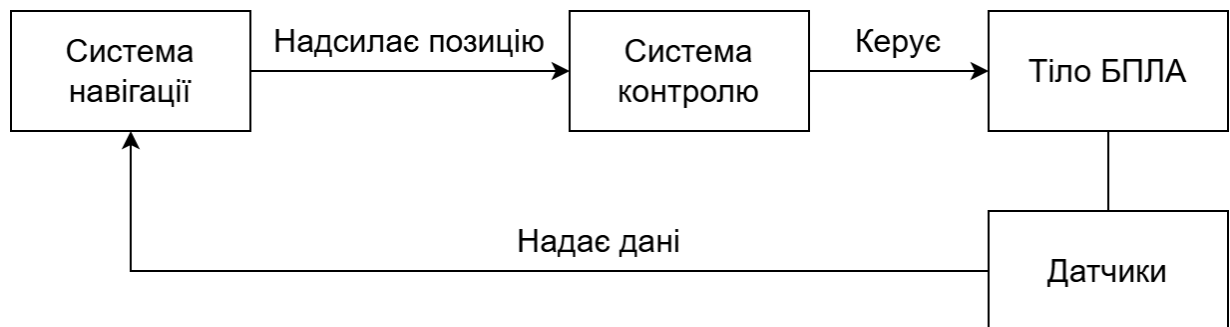 Система
навігації
Надсилає позицію
Система
контролю
Керує
Тіло БПЛА
Надає дані
Датчики